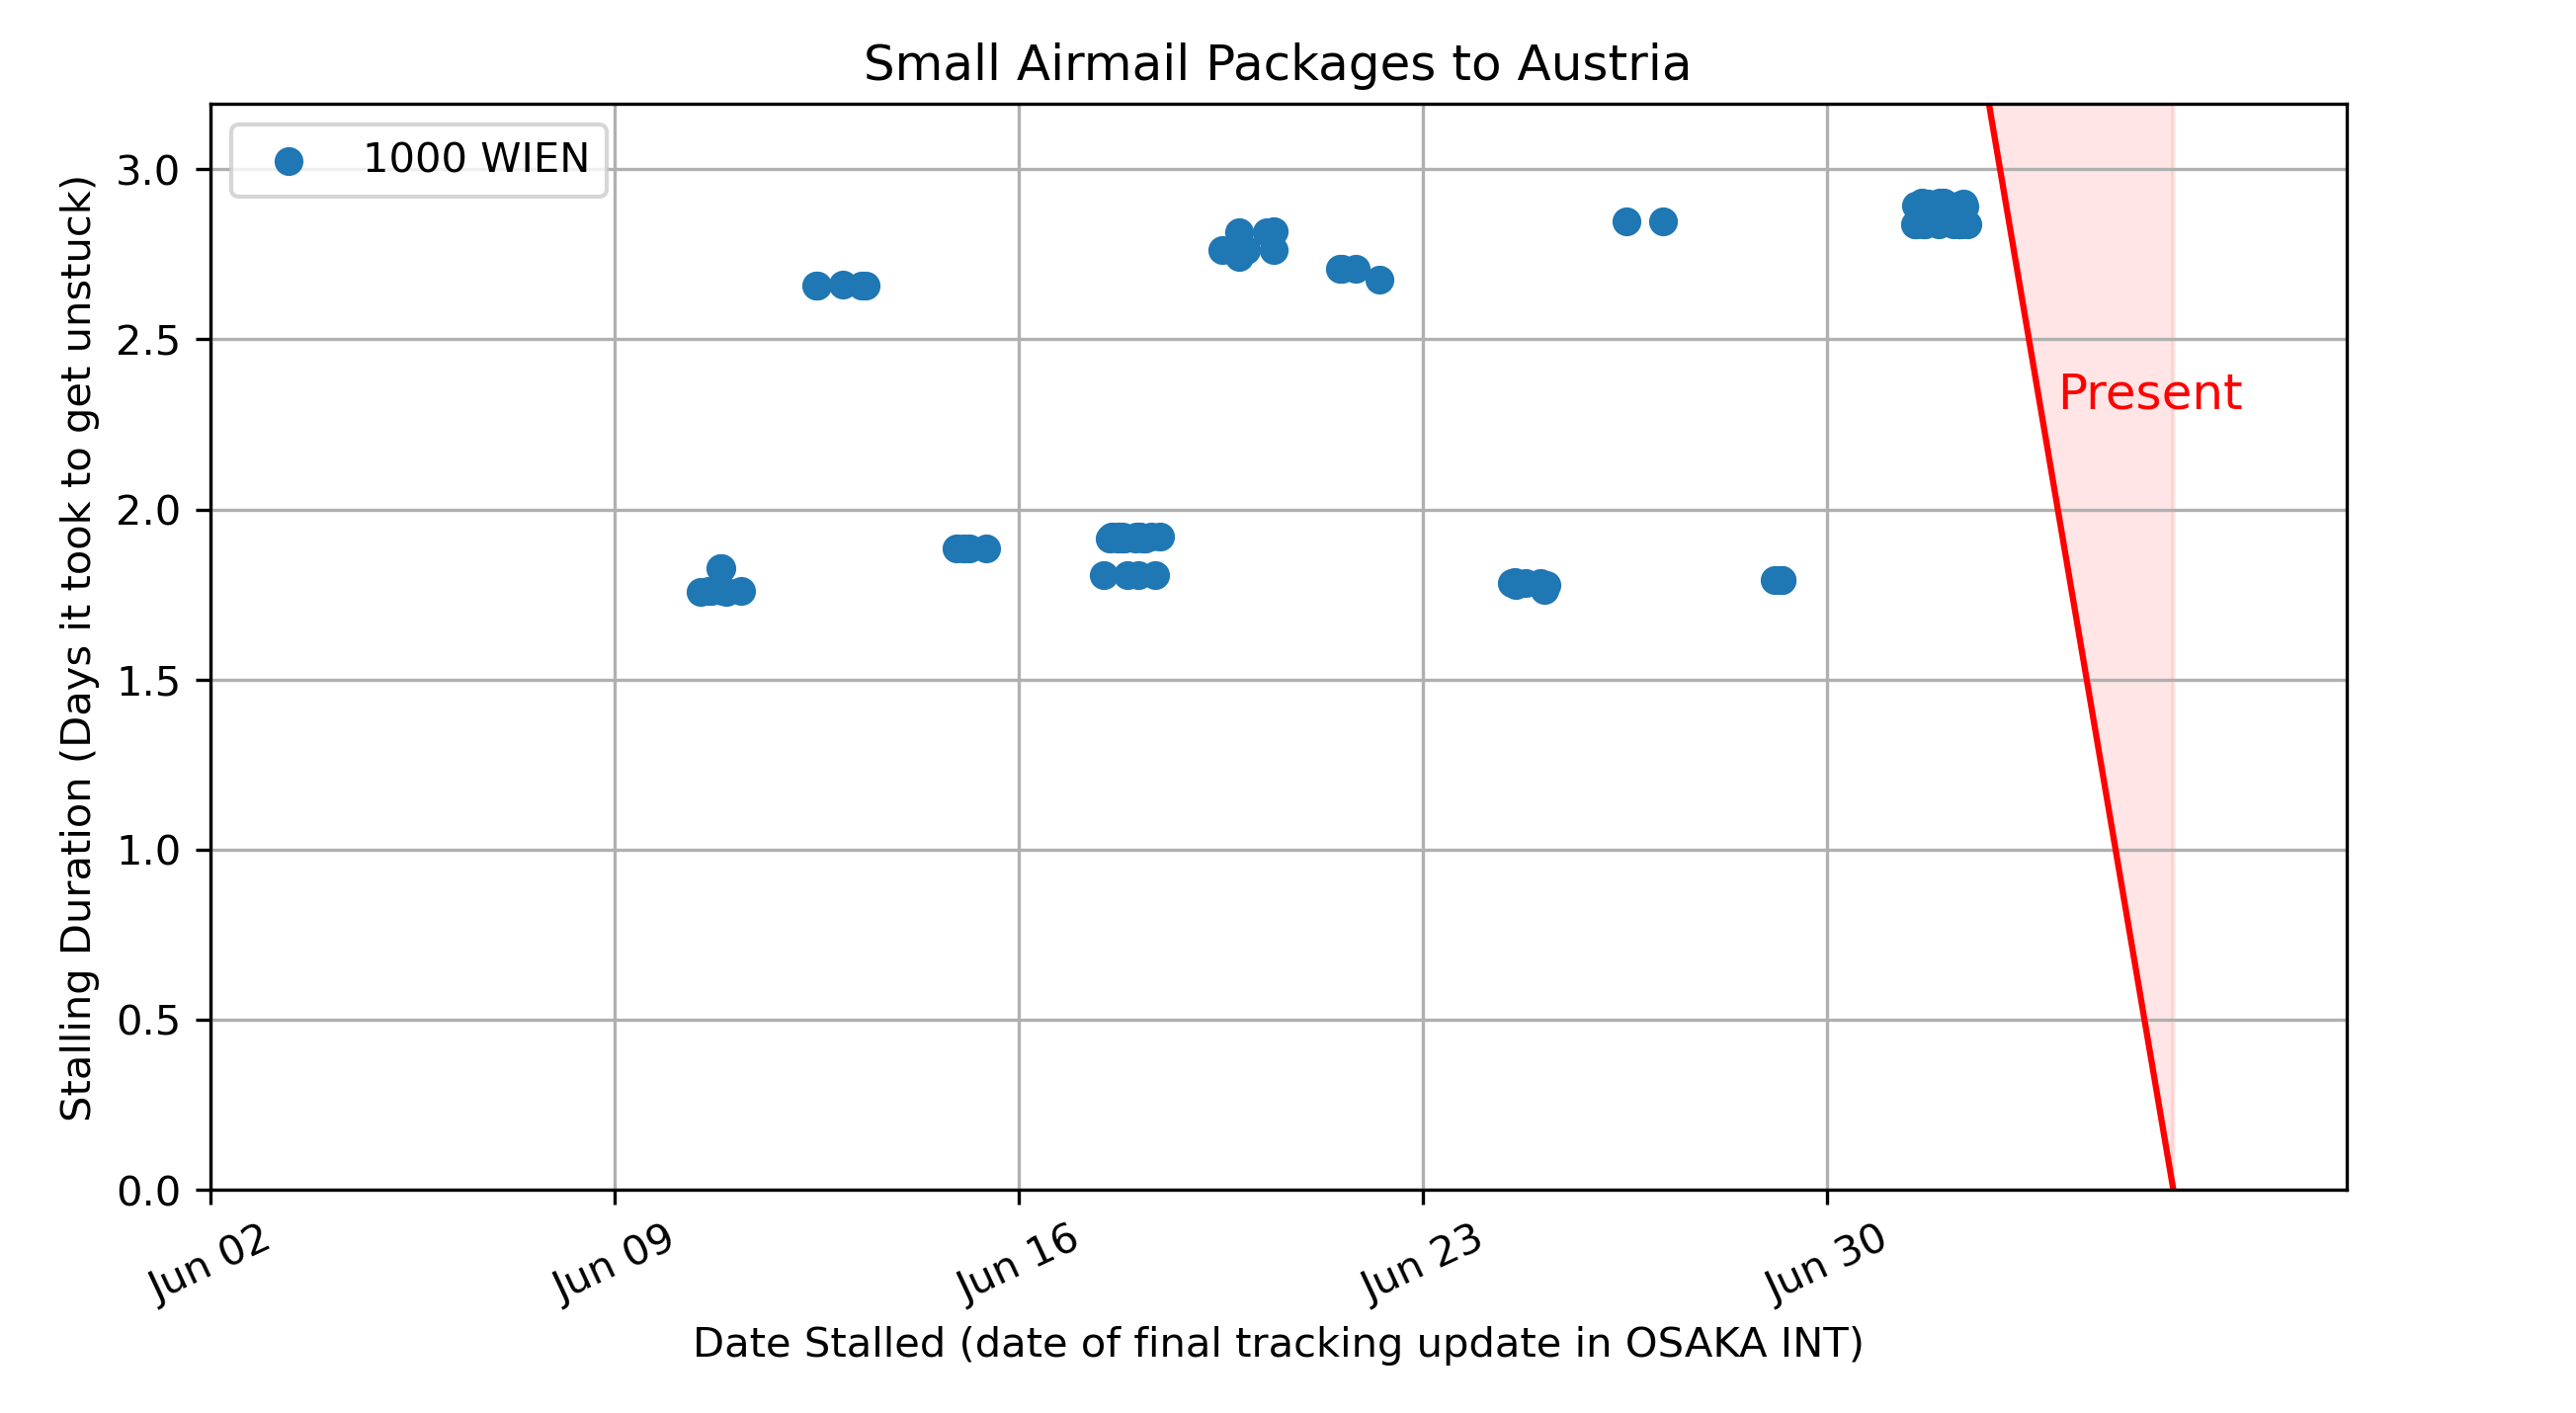 Small Airmail Packages to Austria
1000 WIEN
Present
Stalling Duration (Days it took to get unstuck)
3.0
2.5
2.0
1.5
1.0
0.5
0.0
Jun 02
Jun 09
Jun 16
Jun 23
Jun 30
Date Stalled (date of final tracking update in OSAKA INT)